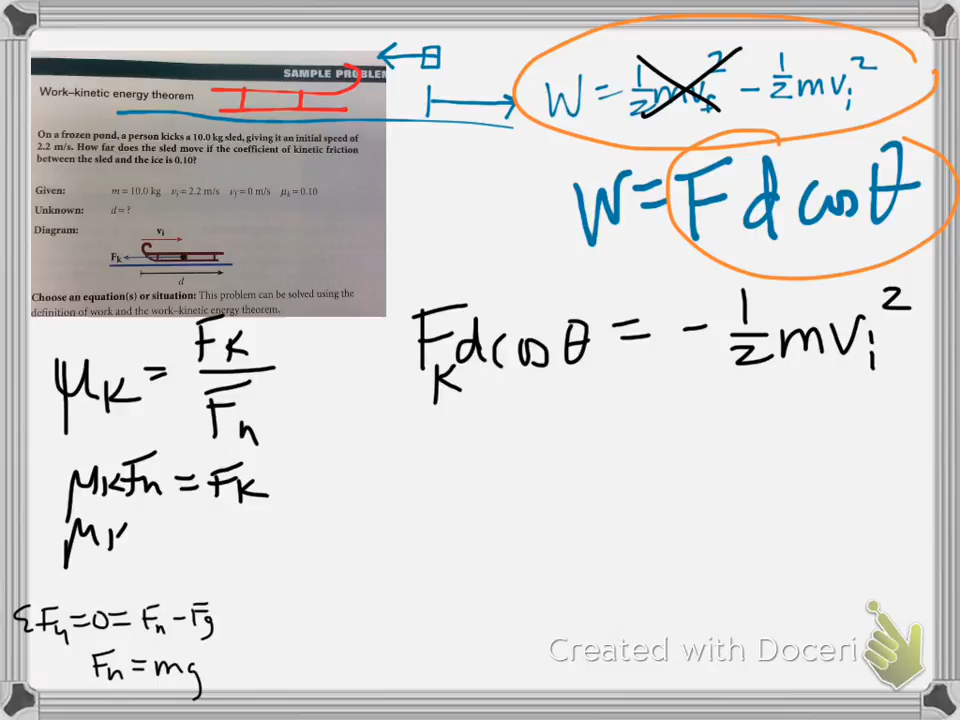 SAMPLE PROBLEM
Work–kinetic energy theorem
On a frozen pond, a person kicks a 10.0 kg sled, giving it an initial speed of
2.2 m/s. How far does the sled move if the coefficient of kinetic friction
between the sled and the ice is 0.10?
Given: m = 10.0 kg vi = 2.2 m/s vf = 0 m/s μk = 0.10
Unknown: d = ?
Diagram:
vi
Fk
d
Choose an equation(s) or situation: This problem can be solved using the
definition of work and the work–kinetic energy theorem.
W = ½mvf² − ½mvi²
W = Fd cosθ
Fkd cosθ = − ½mvi²
μk = Fk/Fn
μkFn = Fk
μk
ΣFy = 0 = Fn − Fg
Fn = mg
Created with Doceri